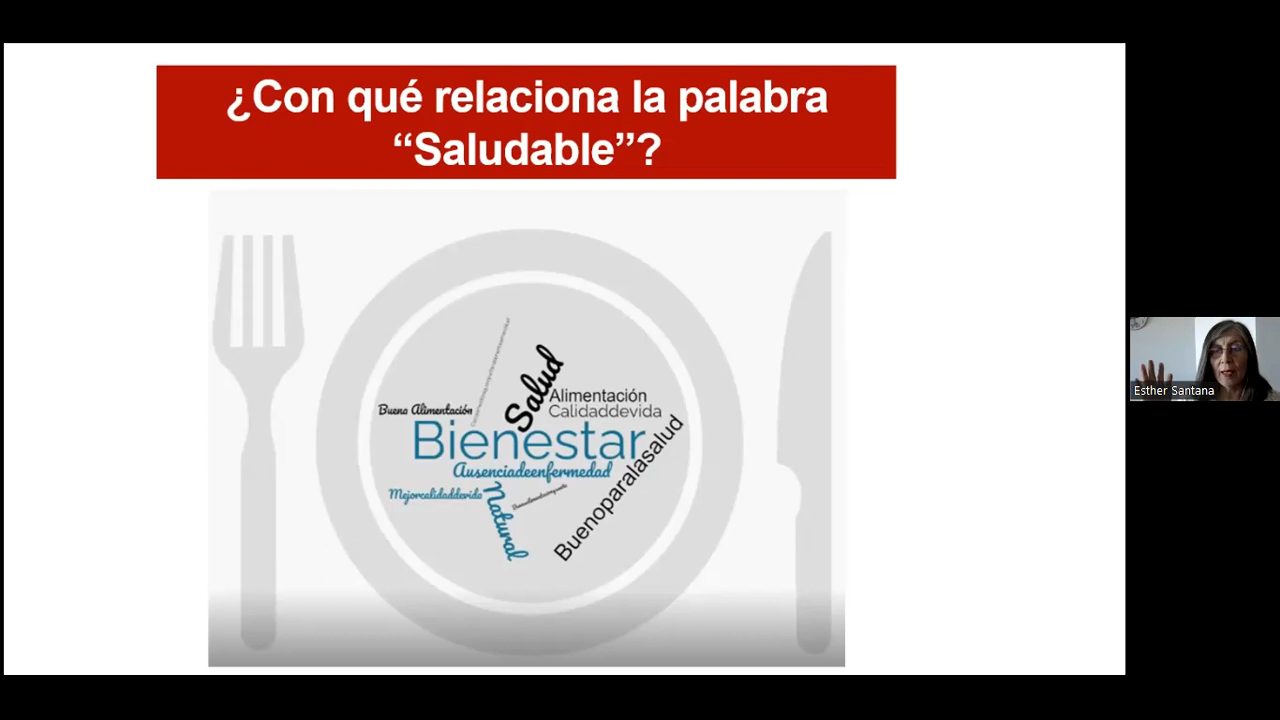 ¿Con qué relaciona la palabra
“Saludable”?
Salud
Alimentación
Buena Alimentación
Calidaddevida
Bienestar
Ausenciadeenfermedad
Mejorcalidaddevida
Natural
Buenoparalasalud
Esther Santana